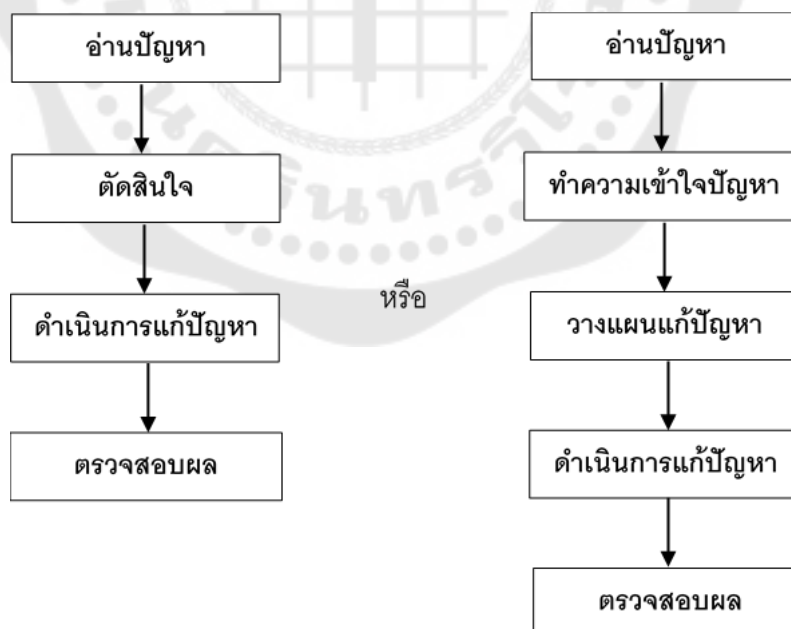 อ่านปัญหา
ตัดสินใจ
ดำเนินการแก้ปัญหา
ตรวจสอบผล
หรือ
อ่านปัญหา
ทำความเข้าใจปัญหา
วางแผนแก้ปัญหา
ดำเนินการแก้ปัญหา
ตรวจสอบผล